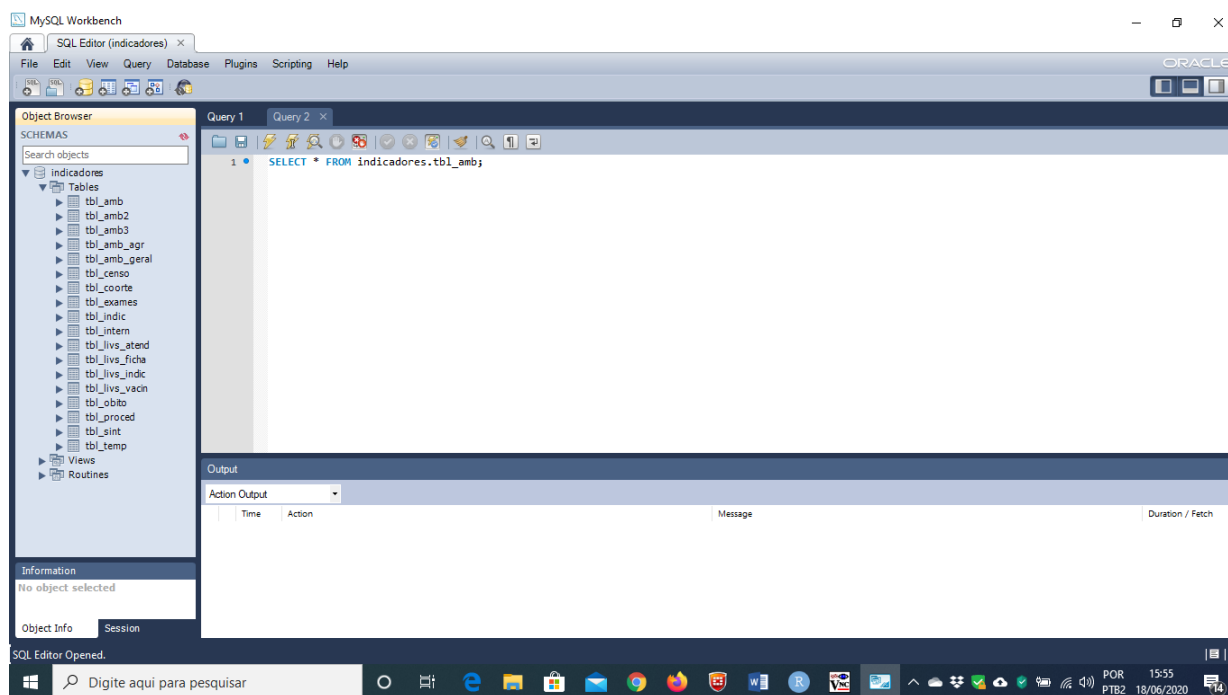 MySQL Workbench
SQL Editor (indicadores) ×
File Edit View Query Database Plugins Scripting Help
ORACLE
Object Browser
SCHEMAS
Search objects
indicadores
Tables
tbl_amb
tbl_amb2
tbl_amb3
tbl_amb_agr
tbl_amb_geral
tbl_censo
tbl_coorte
tbl_exames
tbl_indic
tbl_intern
tbl_livs_atend
tbl_livs_ficha
tbl_livs_indic
tbl_livs_vacin
tbl_obito
tbl_proced
tbl_sint
tbl_temp
Views
Routines
Information
No object selected
Object Info Session
Query 1 Query 2 ×
1 SELECT * FROM indicadores.tbl_amb;
Output
Action Output
Time Action Message Duration / Fetch
SQL Editor Opened.
Digite aqui para pesquisar
POR 15:55
PTB2 18/06/2020